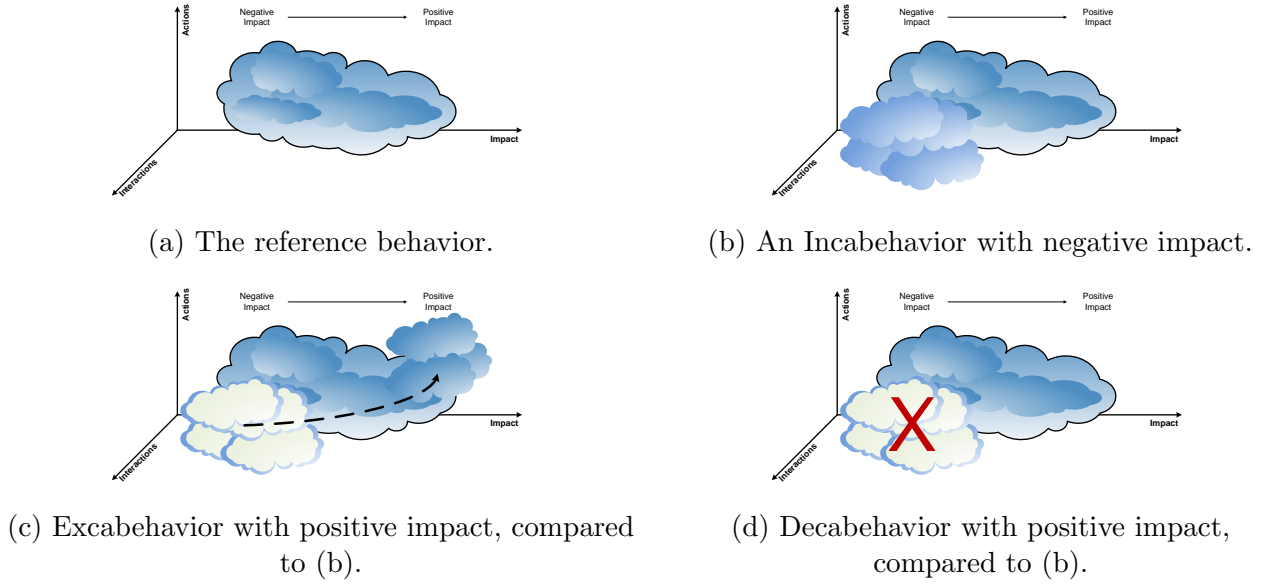 Actions
Negative
Impact
Positive
Impact
Impact
Interactions
(a) The reference behavior.
Actions
Negative
Impact
Positive
Impact
Impact
Interactions
(b) An Incabehavior with negative impact.
Actions
Negative
Impact
Positive
Impact
Impact
Interactions
(c) Excabehavior with positive impact, compared
to (b).
Actions
Negative
Impact
Positive
Impact
X
Impact
Interactions
(d) Decabehavior with positive impact,
compared to (b).